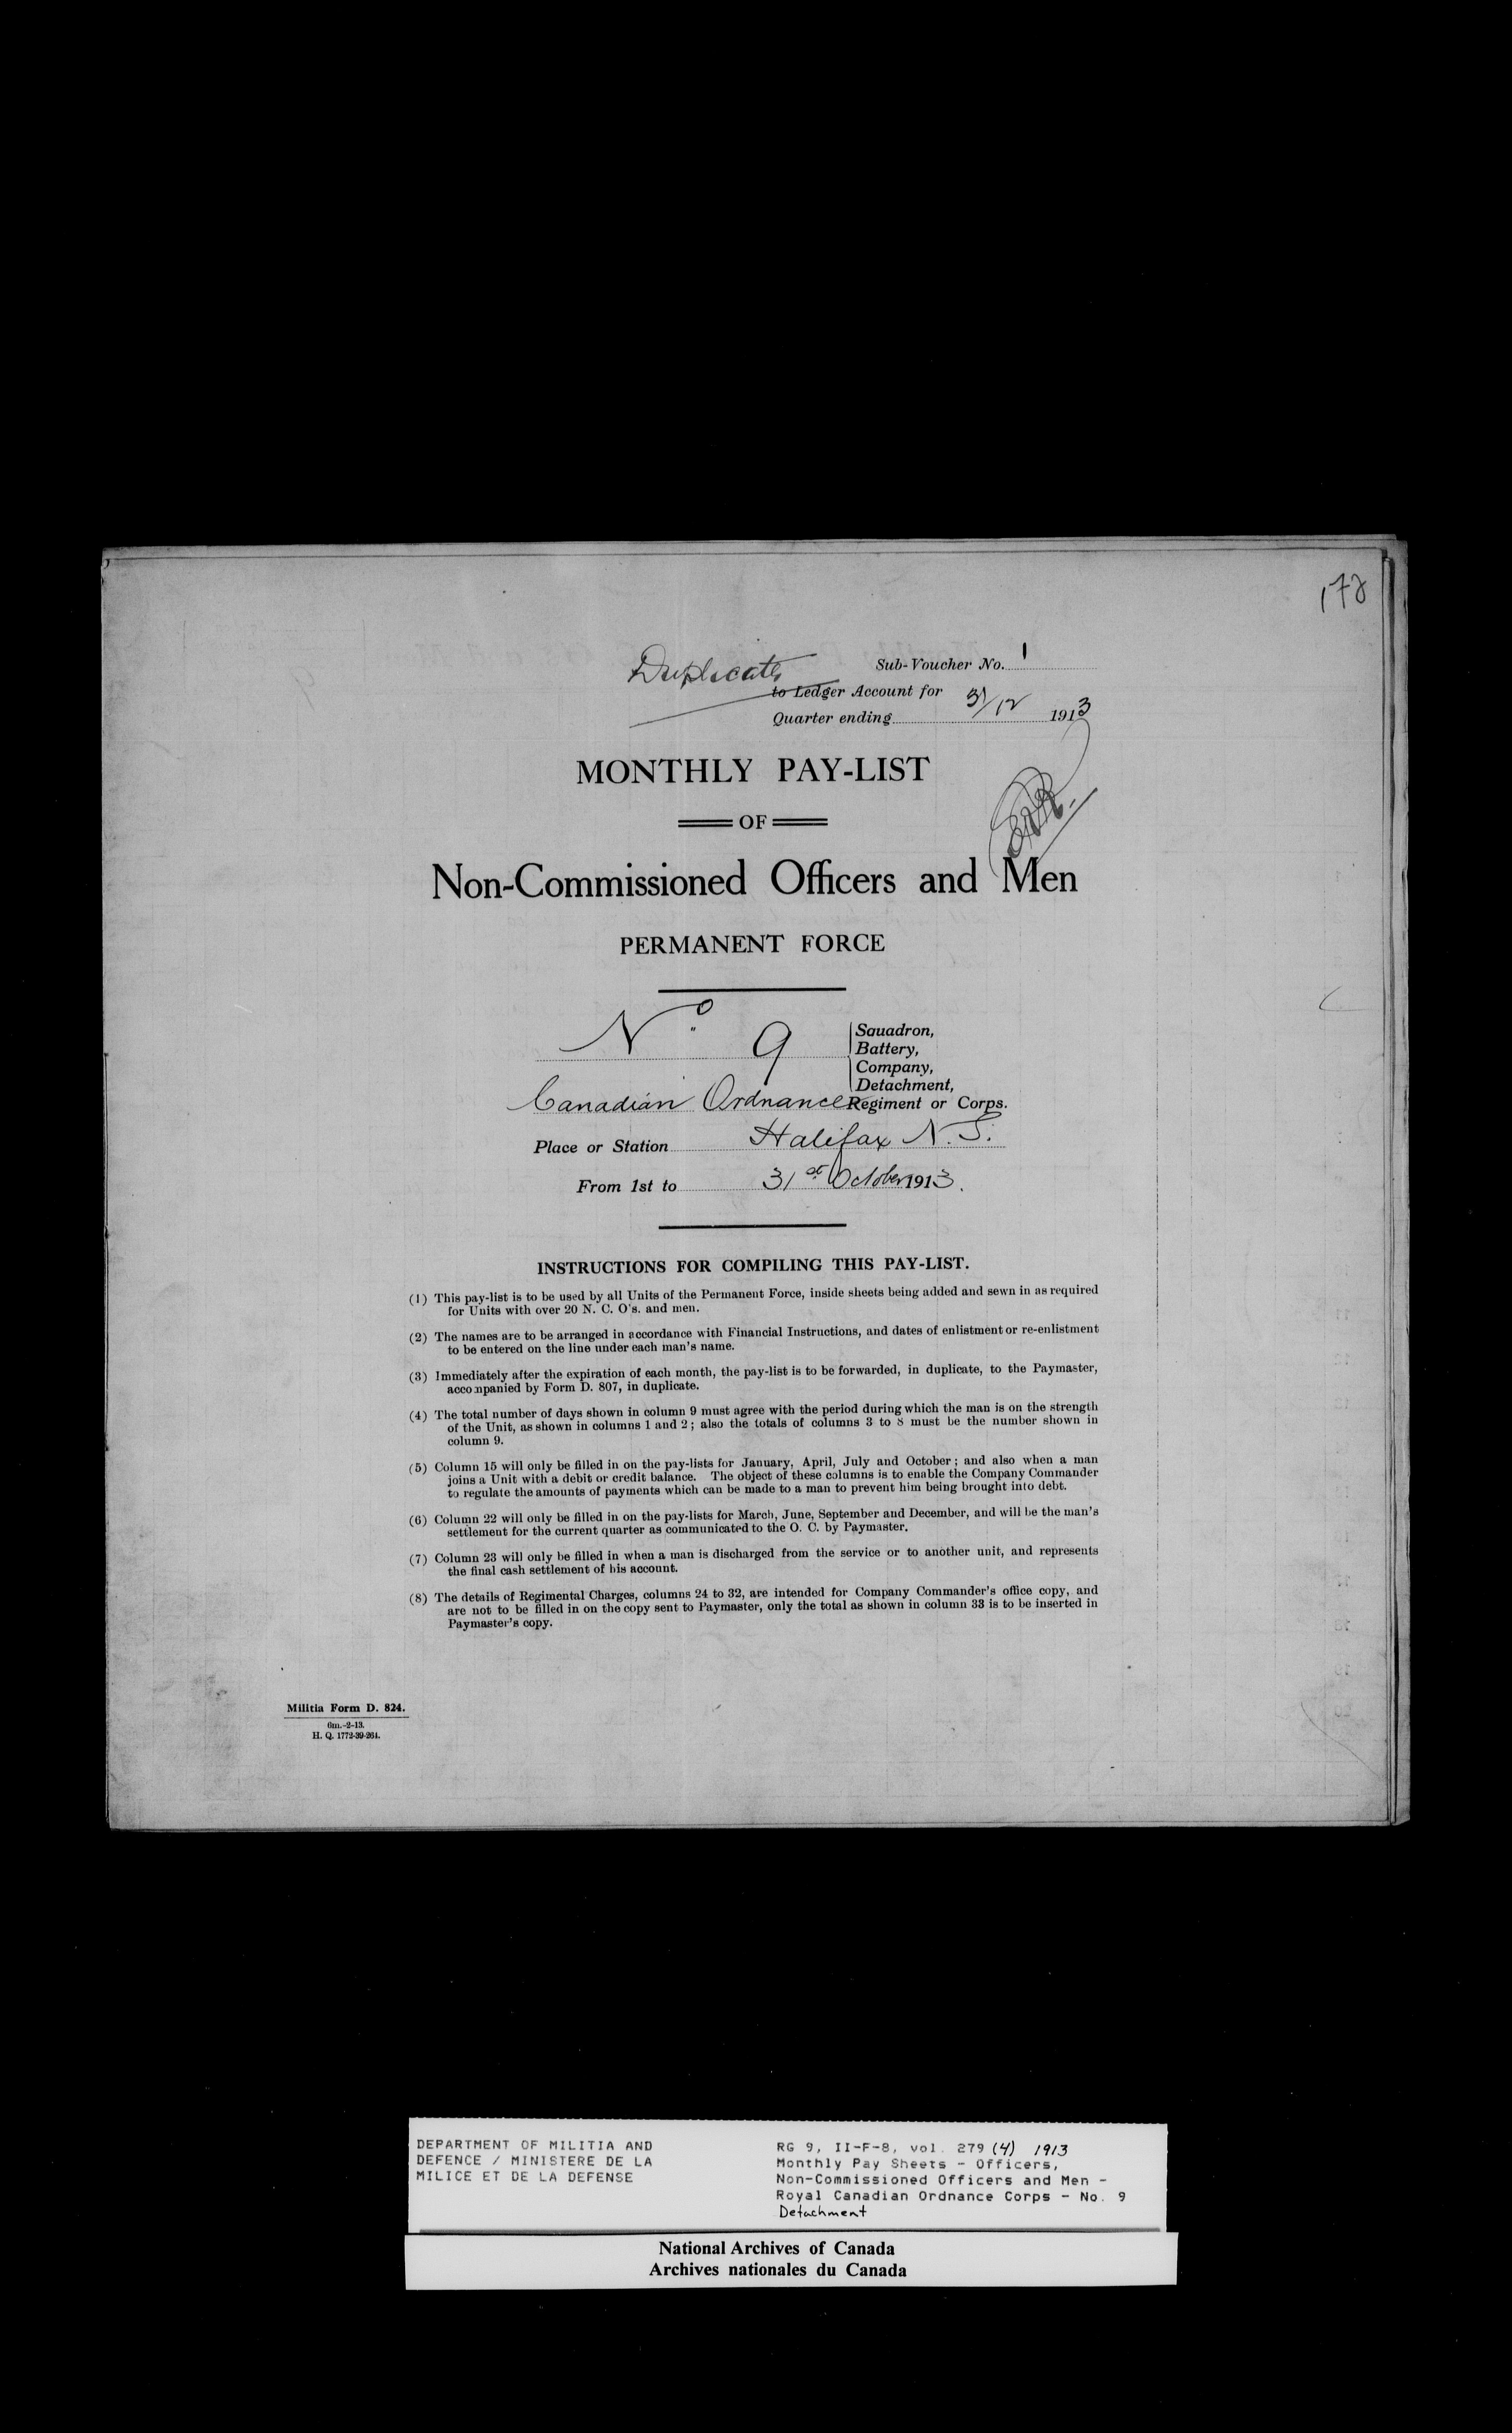 178
Duplicate
Sub-Voucher No. 1
to Ledger Account for
Quarter ending 31/12 1913
MONTHLY PAY-LIST
OF
Non-Commissioned Officers and Men
PERMANENT FORCE
No 9
Squadron,
Battery,
Company,
Detachment,
Canadian Ordnance Regiment or Corps.
Place or Station Halifax N.S.
From 1st to 31st October 1913.
INSTRUCTIONS FOR COMPILING THIS PAY-LIST.
(1) This pay-list is to be used by all Units of the Permanent Force, inside sheets being added and sewn in as required
for Units with over 20 N. C. O's. and men.
(2) The names are to be arranged in accordance with Financial Instructions, and dates of enlistment or re-enlistment
to be entered on the line under each man's name.
(3) Immediately after the expiration of each month, the pay-list is to be forwarded, in duplicate, to the Paymaster,
accompanied by Form D. 807, in duplicate.
(4) The total number of days shown in column 9 must agree with the period during which the man is on the strength
of the Unit, as shown in columns 1 and 2; also the totals of columns 3 to 8 must be the number shown in
column 9.
(5) Column 15 will only be filled in on the pay-lists for January, April, July and October; and also when a man
joins a Unit with a debit or credit balance. The object of these columns is to enable the Company Commander
to regulate the amounts of payments which can be made to a man to prevent him being brought into debt.
(6) Column 22 will only be filled in on the pay-lists for March, June, September and December, and will be the man's
settlement for the current quarter as communicated to the O. C. by Paymaster.
(7) Column 23 will only be filled in when a man is discharged from the service or to another unit, and represents
the final cash settlement of his account.
(8) The details of Regimental Charges, columns 24 to 32, are intended for Company Commander's office copy, and
are not to be filled in on the copy sent to Paymaster, only the total as shown in column 33 is to be inserted in
Paymaster's copy.
Militia Form D. 824.
6m.-2-13.
H. Q. 1772-39-264.
DEPARTMENT OF MILITIA AND
DEFENCE / MINISTERE DE LA
MILICE ET DE LA DEFENSE
RG 9, II-F-8, vol. 279 (4) 1913
Monthly Pay Sheets - Officers,
Non-Commissioned Officers and Men -
Royal Canadian Ordnance Corps - No. 9
Detachment
National Archives of Canada
Archives nationales du Canada